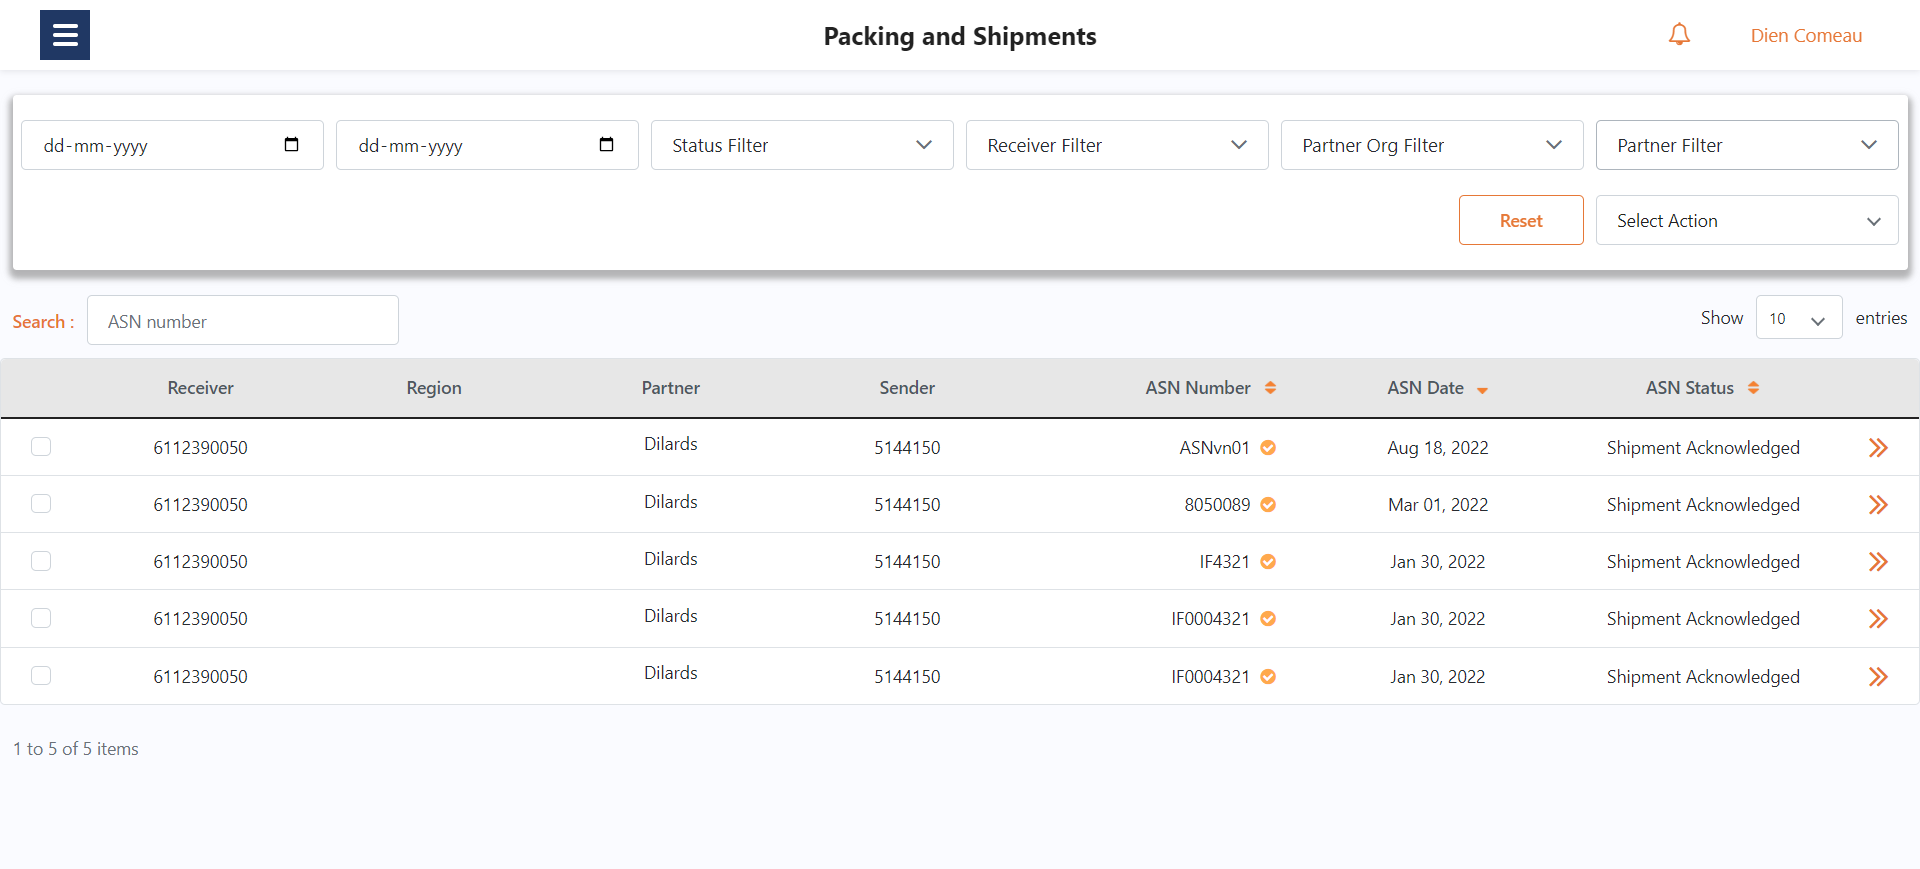 Packing and Shipments
Dien Comeau
dd-mm-yyyy dd-mm-yyyy Status Filter Receiver Filter Partner Org Filter Partner Filter
Reset Select Action
Search : ASN number Show 10 entries
Receiver Region Partner Sender ASN Number ASN Date ASN Status
6112390050 Dilards 5144150 ASNvn01 Aug 18, 2022 Shipment Acknowledged
6112390050 Dilards 5144150 8050089 Mar 01, 2022 Shipment Acknowledged
6112390050 Dilards 5144150 IF4321 Jan 30, 2022 Shipment Acknowledged
6112390050 Dilards 5144150 IF0004321 Jan 30, 2022 Shipment Acknowledged
6112390050 Dilards 5144150 IF0004321 Jan 30, 2022 Shipment Acknowledged
1 to 5 of 5 items